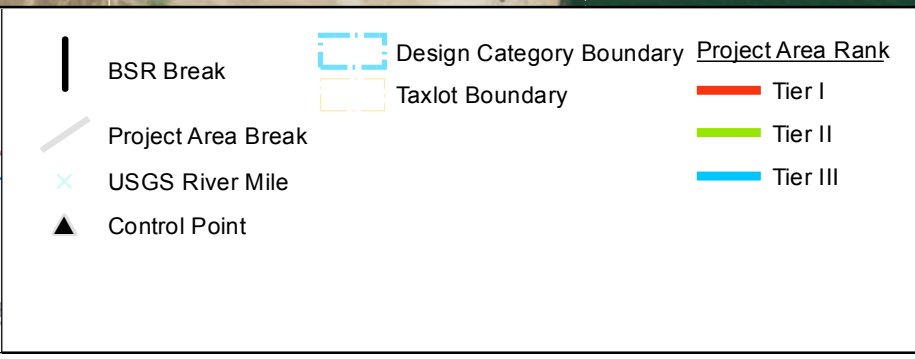 BSR Break
Project Area Break
USGS River Mile
Control Point
Design Category Boundary
Taxlot Boundary
Project Area Rank
Tier I
Tier II
Tier III